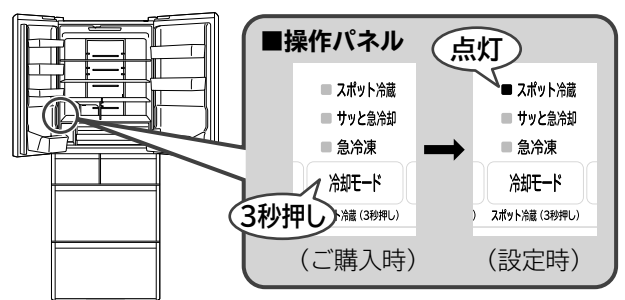 ■操作パネル
点灯
スポット冷蔵
サッと急冷却
急冷凍
冷却モード
3秒押し
ポット冷蔵（3秒押し）
（ご購入時）
スポット冷蔵
サッと急冷却
急冷凍
冷却モード
スポット冷蔵（3秒押し）
（設定時）